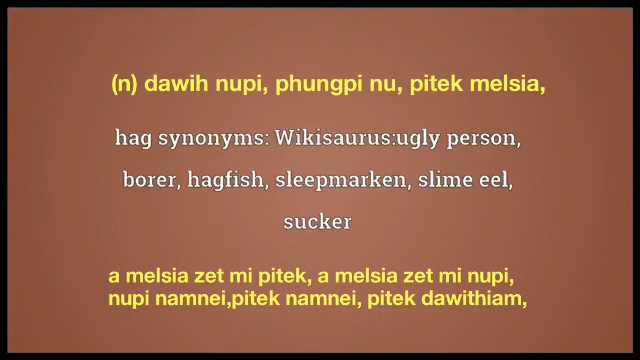 (n) dawih nupi, phungpi nu, pitek melsia,
hag synonyms: Wikisaurus:ugly person,
borer, hagfish, sleepmarken, slime eel,
sucker
a melsia zet mi pitek, a melsia zet mi nupi,
nupi namnei,pitek namnei, pitek dawithiam,